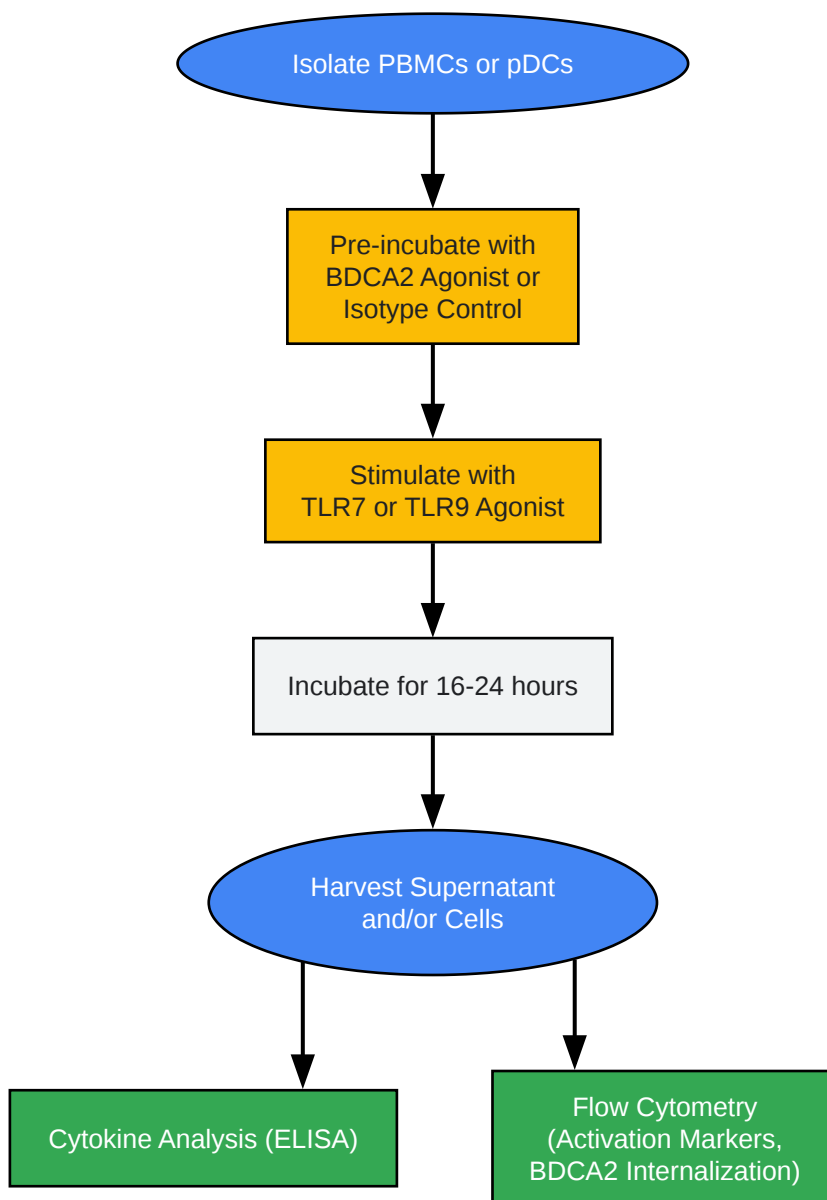 Isolate PBMCs or pDCs
Pre-incubate with
BDCA2 Agonist or
Isotype Control
Stimulate with
TLR7 or TLR9 Agonist
Incubate for 16-24 hours
Harvest Supernatant
and/or Cells
Cytokine Analysis (ELISA)
Flow Cytometry
(Activation Markers,
BDCA2 Internalization)